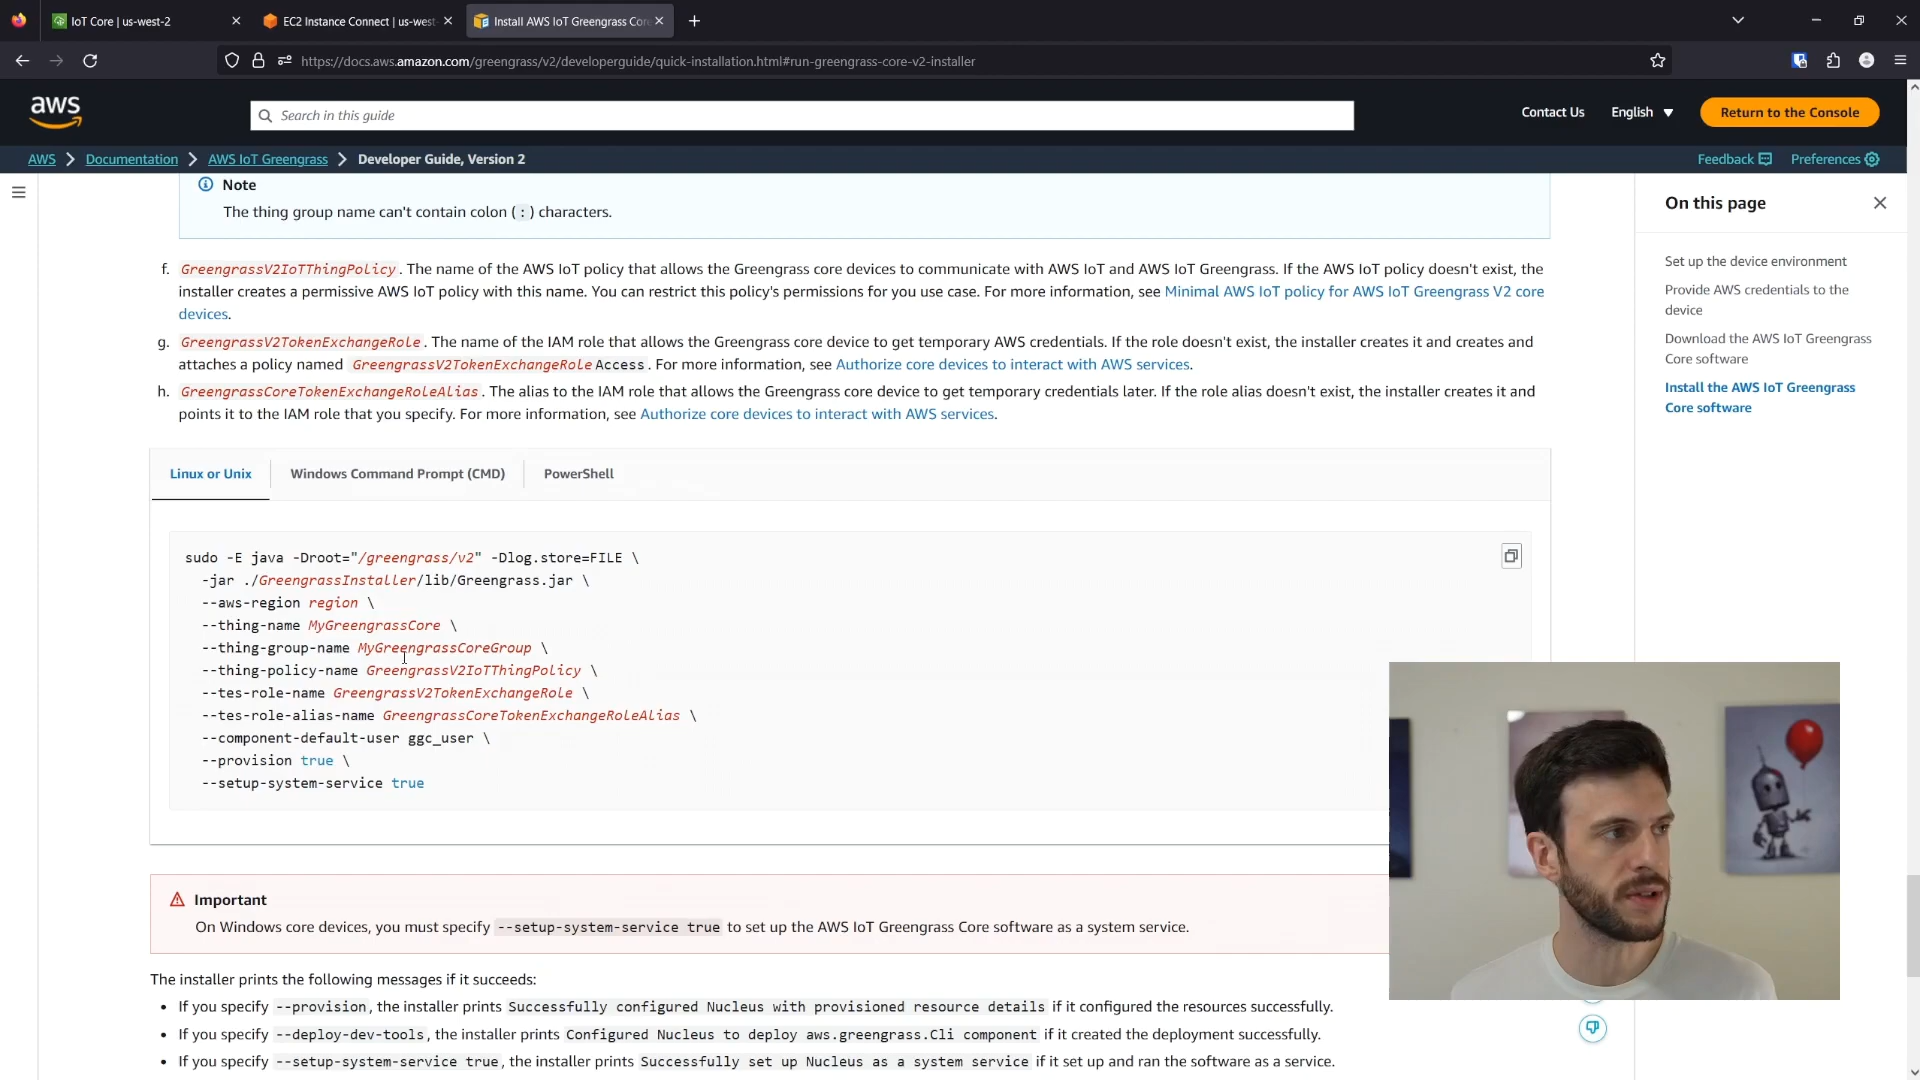 IoT Core | us-west-2
EC2 Instance Connect | us-west-
Install AWS IoT Greengrass Core
https://docs.aws.amazon.com/greengrass/v2/developerguide/quick-installation.html#run-greengrass-core-v2-installer
aws
Search in this guide
Contact Us
English
Return to the Console
AWS > Documentation > AWS IoT Greengrass > Developer Guide, Version 2
Feedback
Preferences
Note
The thing group name can't contain colon (:) characters.
f. GreengrassV2IoTThingPolicy. The name of the AWS IoT policy that allows the Greengrass core devices to communicate with AWS IoT and AWS IoT Greengrass. If the AWS IoT policy doesn't exist, the
installer creates a permissive AWS IoT policy with this name. You can restrict this policy's permissions for you use case. For more information, see Minimal AWS IoT policy for AWS IoT Greengrass V2 core
devices.
g. GreengrassV2TokenExchangeRole. The name of the IAM role that allows the Greengrass core device to get temporary AWS credentials. If the role doesn't exist, the installer creates it and creates and
attaches a policy named GreengrassV2TokenExchangeRoleAccess. For more information, see Authorize core devices to interact with AWS services.
h. GreengrassCoreTokenExchangeRoleAlias. The alias to the IAM role that allows the Greengrass core device to get temporary credentials later. If the role alias doesn't exist, the installer creates it and
points it to the IAM role that you specify. For more information, see Authorize core devices to interact with AWS services.
Linux or Unix
Windows Command Prompt (CMD)
PowerShell
sudo -E java -Droot="/greengrass/v2" -Dlog.store=FILE \
-jar ./GreengrassInstaller/lib/Greengrass.jar \
--aws-region region \
--thing-name MyGreengrassCore \
--thing-group-name MyGreengrassCoreGroup \
--thing-policy-name GreengrassV2IoTThingPolicy \
--tes-role-name GreengrassV2TokenExchangeRole \
--tes-role-alias-name GreengrassCoreTokenExchangeRoleAlias \
--component-default-user ggc_user \
--provision true \
--setup-system-service true
Important
On Windows core devices, you must specify --setup-system-service true to set up the AWS IoT Greengrass Core software as a system service.
The installer prints the following messages if it succeeds:
• If you specify --provision, the installer prints Successfully configured Nucleus with provisioned resource details if it configured the resources successfully.
• If you specify --deploy-dev-tools, the installer prints Configured Nucleus to deploy aws.greengrass.Cli component if it created the deployment successfully.
• If you specify --setup-system-service true, the installer prints Successfully set up Nucleus as a system service if it set up and ran the software as a service.
On this page
Set up the device environment
Provide AWS credentials to the
device
Download the AWS IoT Greengrass
Core software
Install the AWS IoT Greengrass
Core software